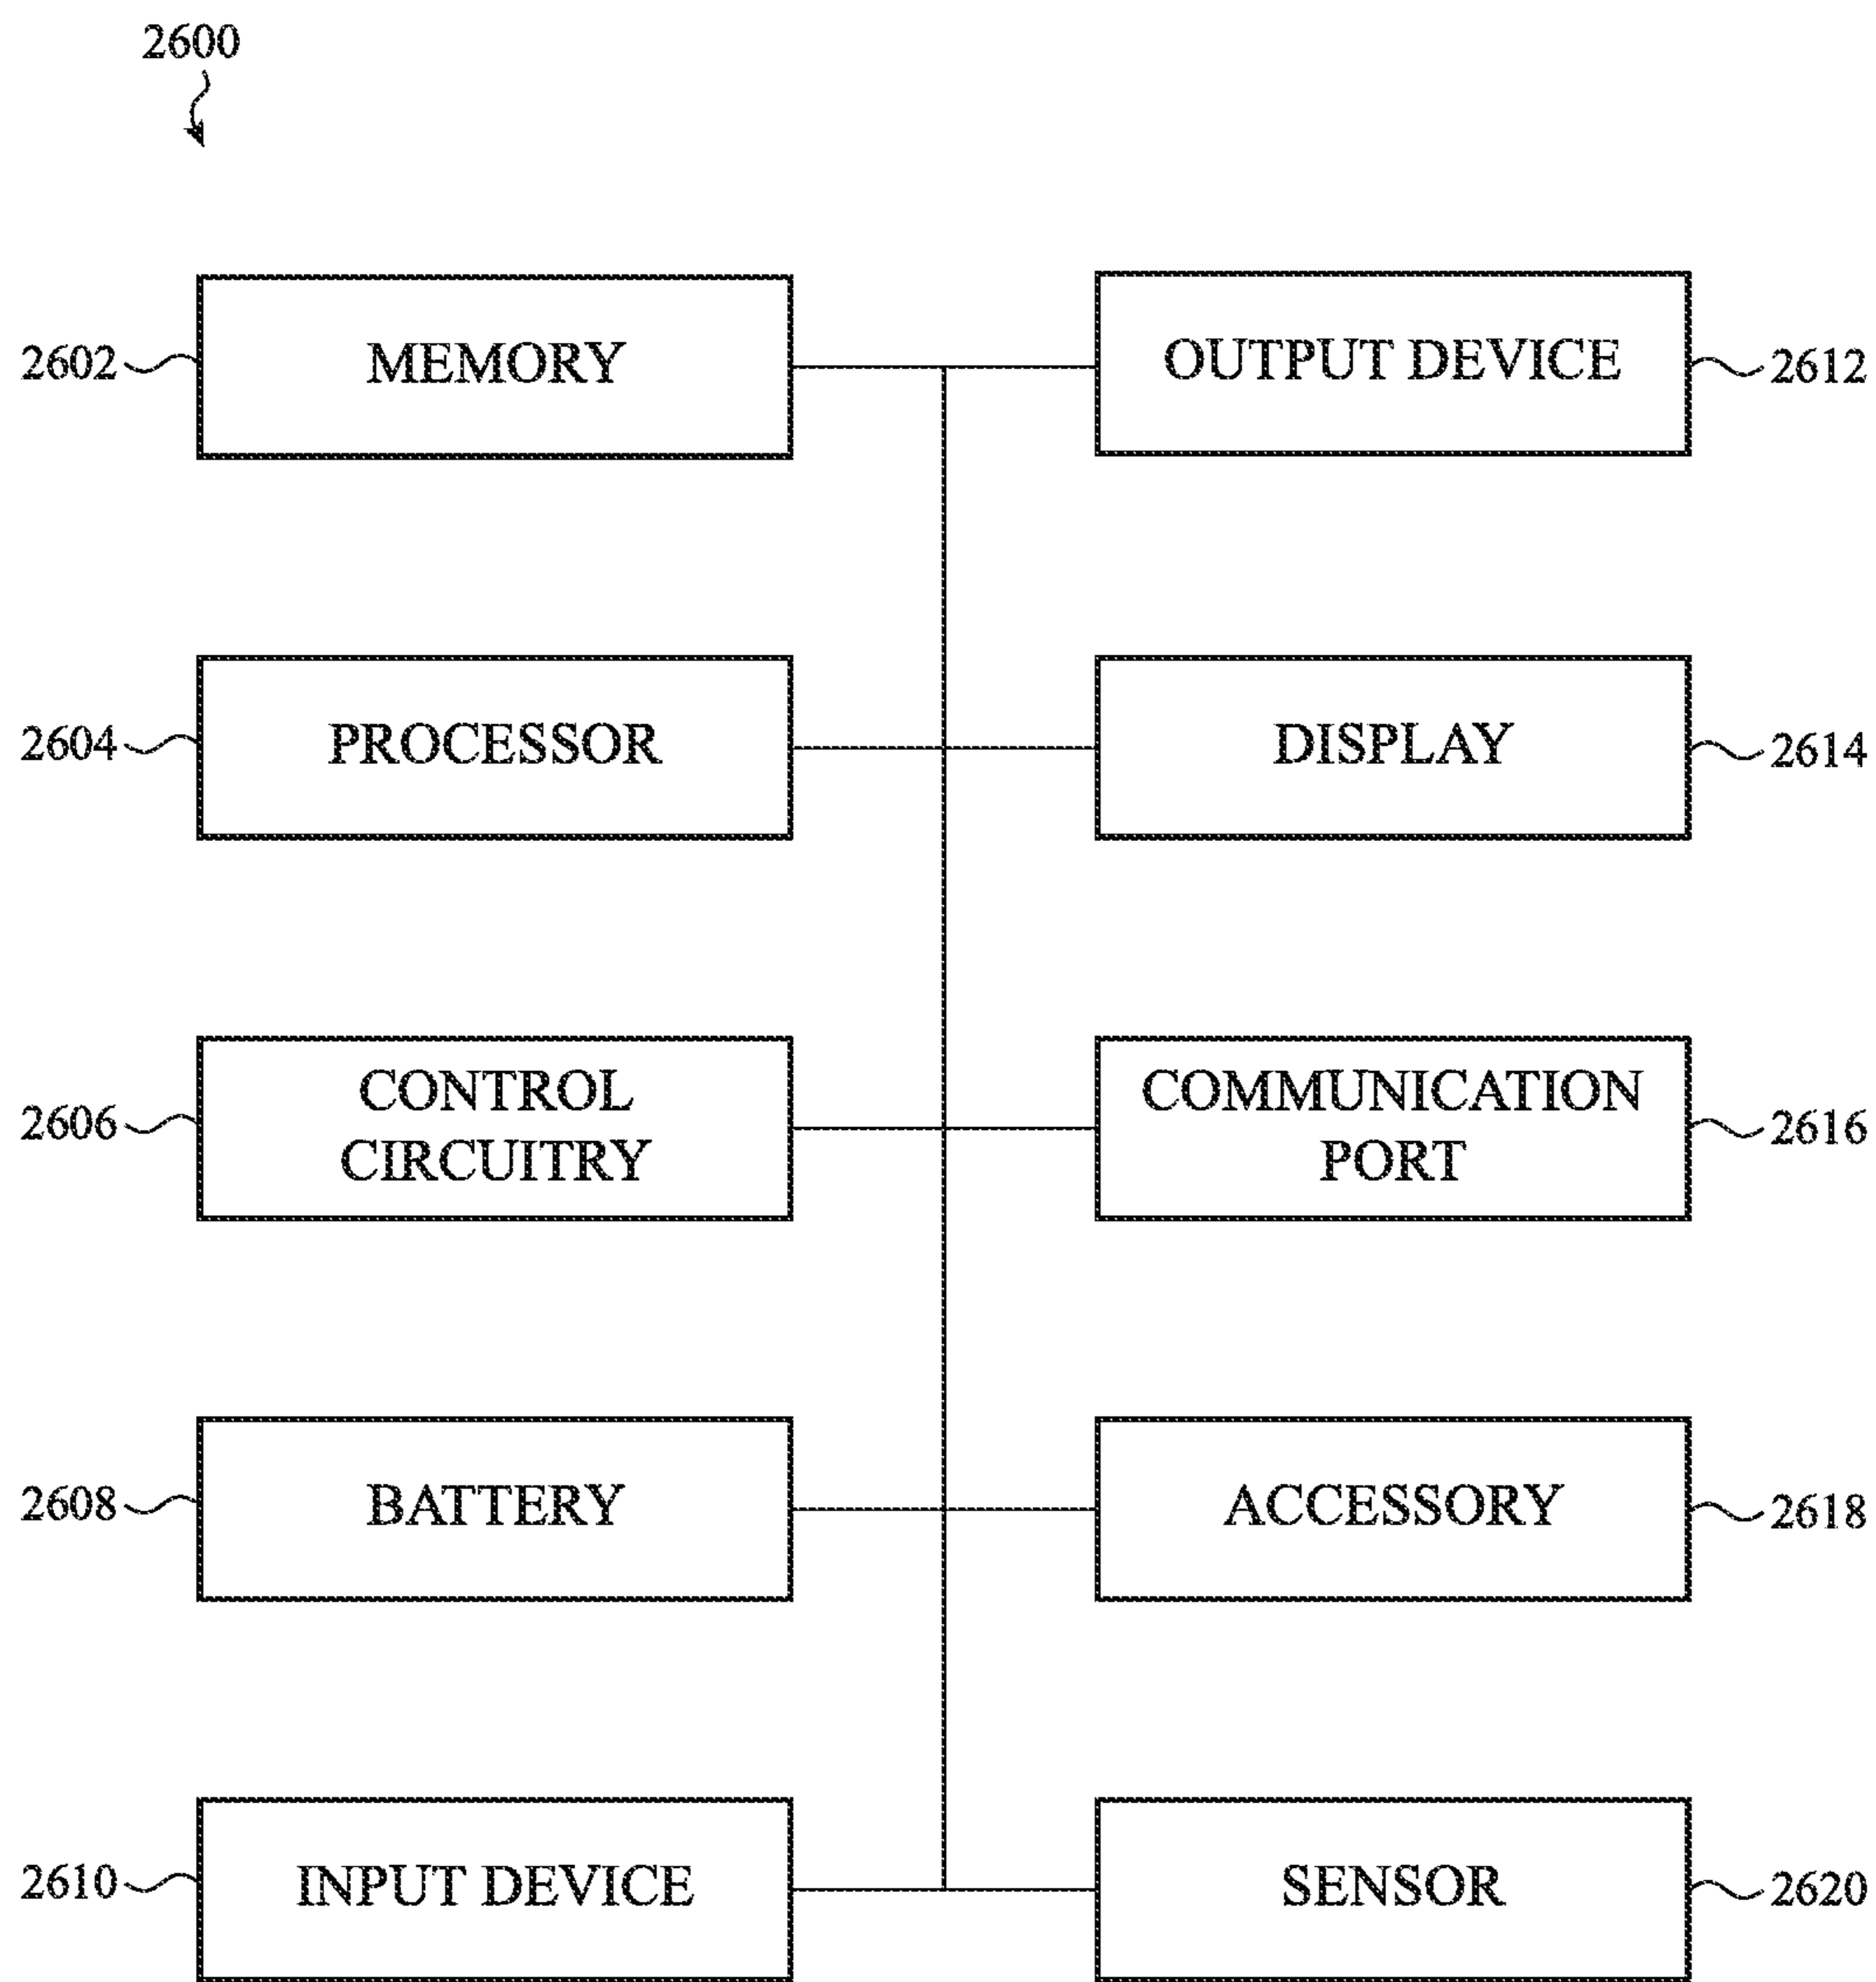 2600
2602 MEMORY
OUTPUT DEVICE 2612
2604 PROCESSOR
DISPLAY 2614
2606 CONTROL
CIRCUITRY
COMMUNICATION
PORT 2616
2608 BATTERY
ACCESSORY 2618
2610 INPUT DEVICE
SENSOR 2620